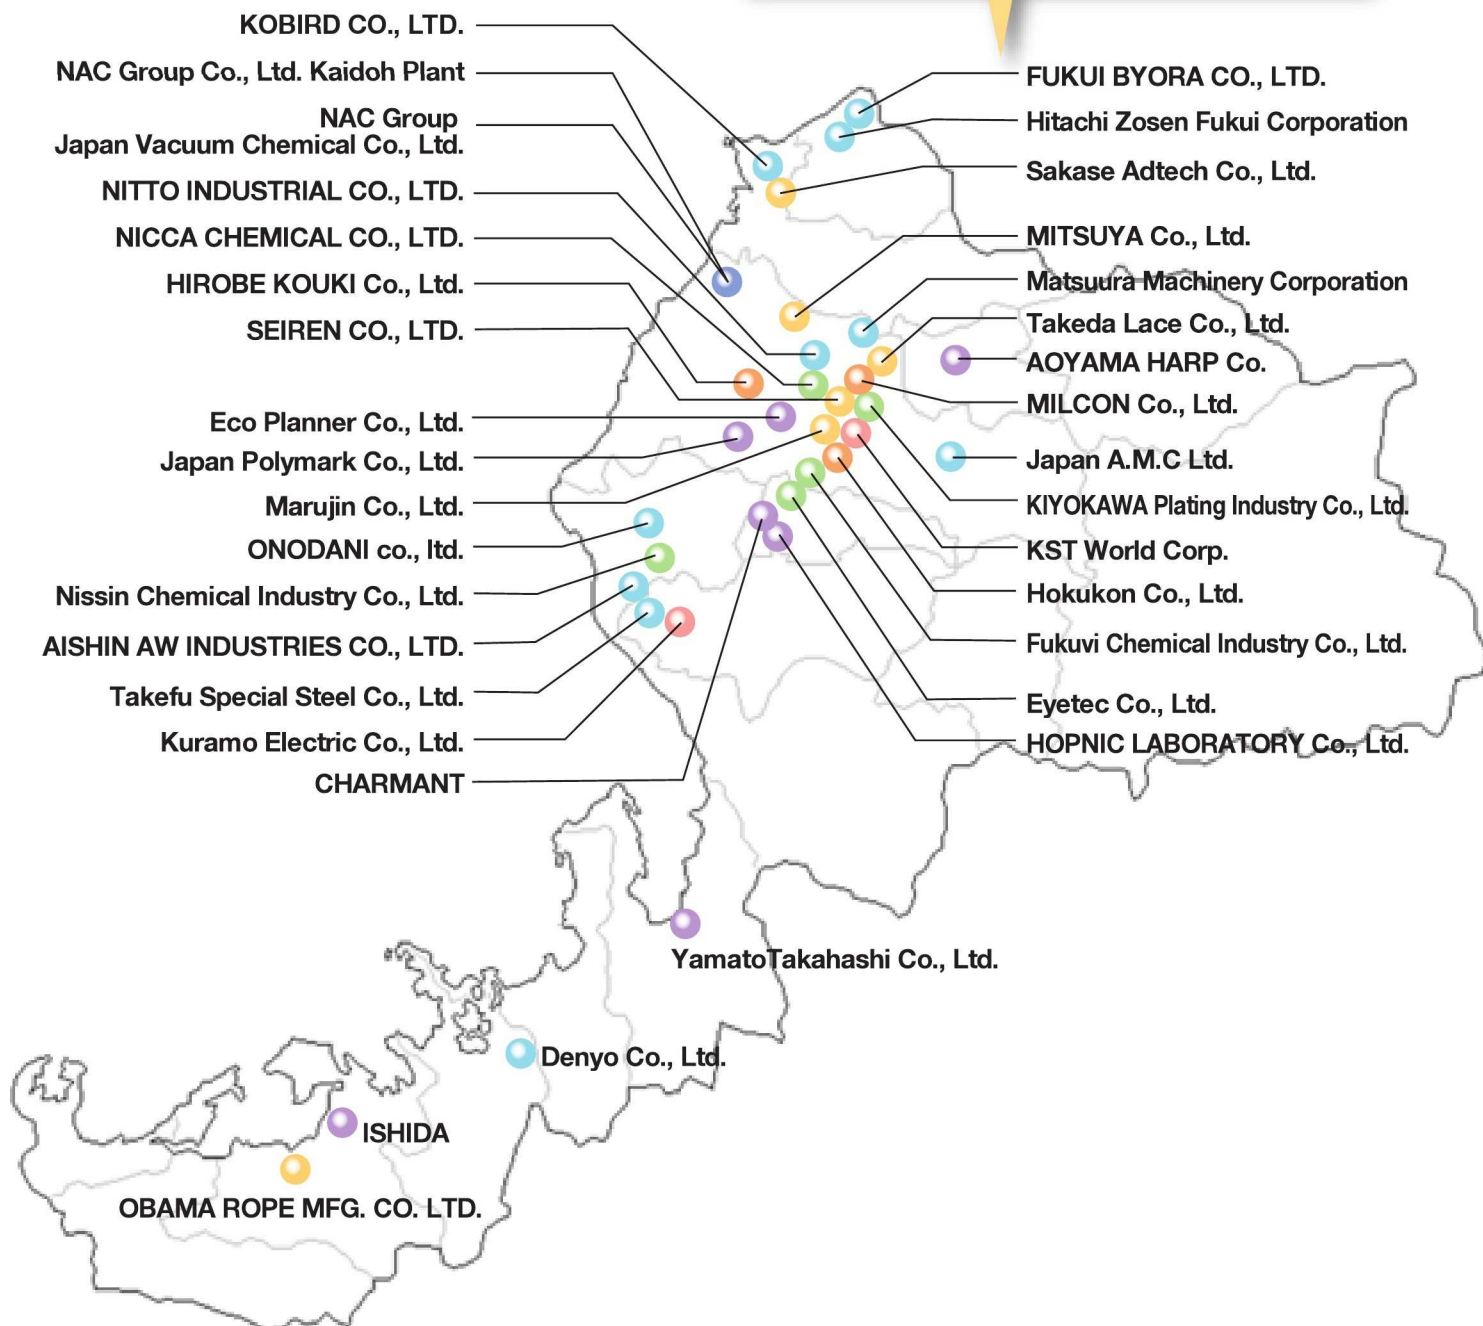 KOBIRD CO., LTD.
NAC Group Co., Ltd. Kaidoh Plant
NAC Group
Japan Vacuum Chemical Co., Ltd.
NITTO INDUSTRIAL CO., LTD.
NICCA CHEMICAL CO., LTD.
HIROBE KOUKI Co., Ltd.
SEIREN CO., LTD.
Eco Planner Co., Ltd.
Japan Polymark Co., Ltd.
Marujin Co., Ltd.
ONODANI co., ltd.
Nissin Chemical Industry Co., Ltd.
AISHIN AW INDUSTRIES CO., LTD.
Takefu Special Steel Co., Ltd.
Kuramo Electric Co., Ltd.
CHARMANT
FUKUI BYORA CO., LTD.
Hitachi Zosen Fukui Corporation
Sakase Adtech Co., Ltd.
MITSUYA Co., Ltd.
Matsuura Machinery Corporation
Takeda Lace Co., Ltd.
AOYAMA HARP Co.
MILCON Co., Ltd.
Japan A.M.C Ltd.
KIYOKAWA Plating Industry Co., Ltd.
KST World Corp.
Hokukon Co., Ltd.
Fukuvi Chemical Industry Co., Ltd.
Eyetec Co., Ltd.
HOPNIC LABORATORY Co., Ltd.
YamatoTakahashi Co., Ltd.
Denyo Co., Ltd.
ISHIDA
OBAMA ROPE MFG. CO. LTD.